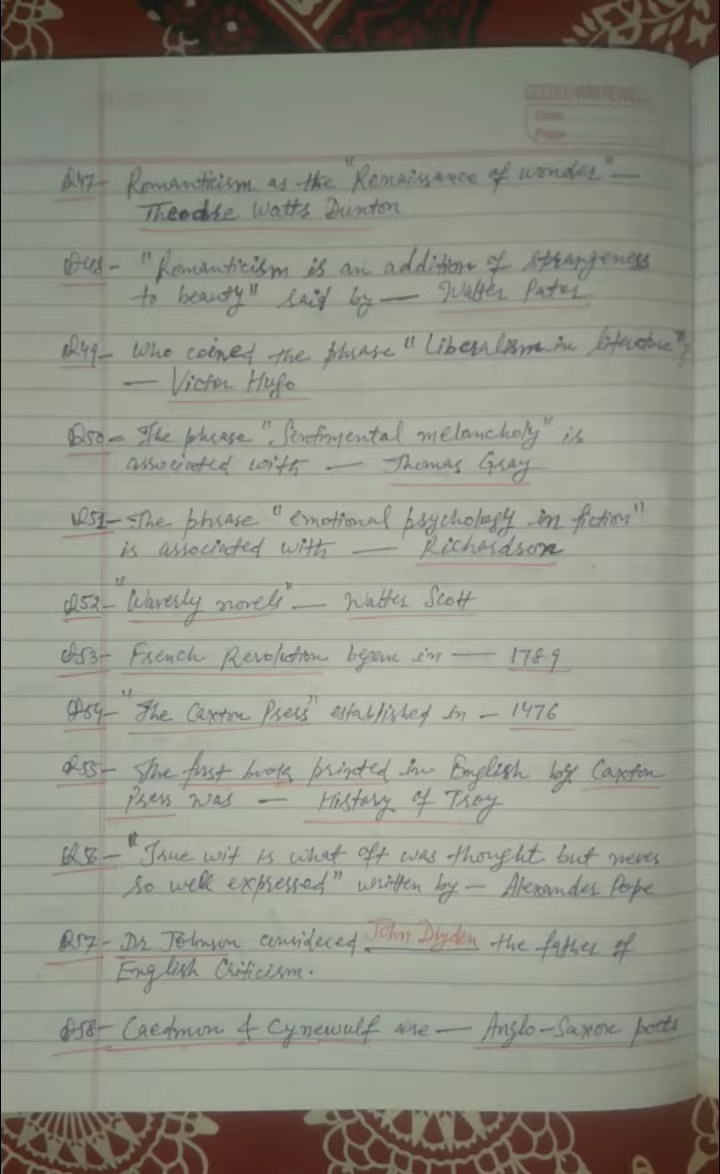 Date
Page
Q47- Romanticism as the "Renaissance of wonder" —
Theodre Watts Dunton
Q48- "Romanticism is an addition of strangeness
to beauty" said by — Walter Pater
Q49- Who coined the phrase "Liberalism in literature"?
— Victor Hugo
Q50- The phrase "Sentimental melancholy" is
associated with — Thomas Gray
Q51- The phrase "emotional psychology in fiction"
is associated with — Richardson
Q52- "Waverly novels" — Walter Scott
Q53- French Revolution began in — 1789
Q54- "The Caxton Press" established in - 1476
Q55- The first book printed in English by Caxton
Press was — History of Troy
Q56- "True wit is what oft was thought but never
so well expressed" written by — Alexander Pope
Q57- Dr Johnson considered John Dryden the father of
English Criticism.
Q58- Caedmon & Cynewulf are — Anglo-Saxon poets